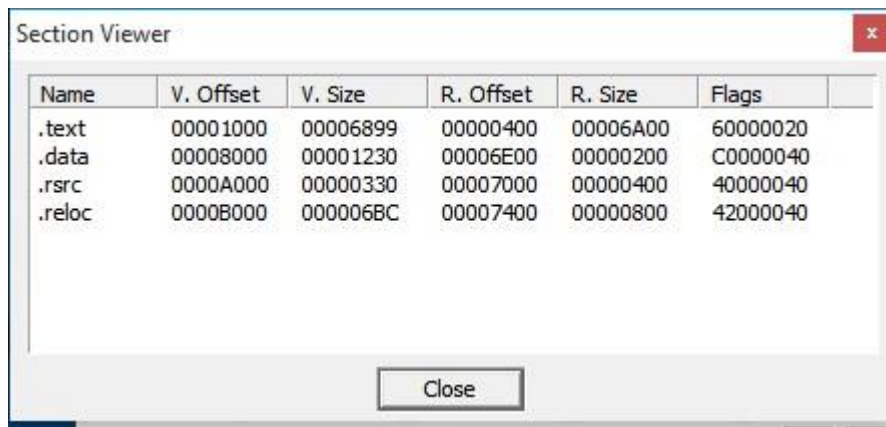 Section Viewer
x
Name V. Offset V. Size R. Offset R. Size Flags
.text 00001000 00006899 00000400 00006A00 60000020
.data 00008000 00001230 00006E00 00000200 C0000040
.rsrc 0000A000 00000330 00007000 00000400 40000040
.reloc 0000B000 000006BC 00007400 00000800 42000040
Close